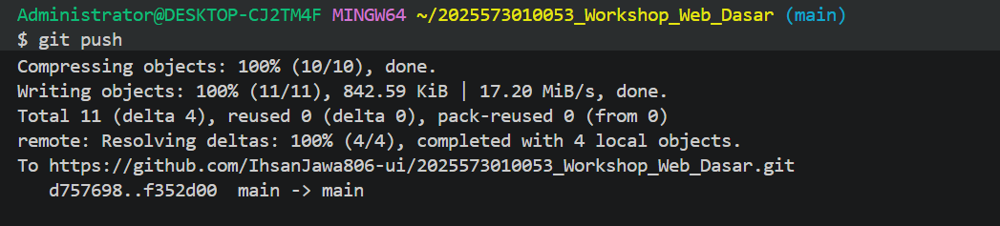 Administrator@DESKTOP-CJ2TM4F MINGW64 ~/2025573010053_Workshop_Web_Dasar (main)
$ git push
Compressing objects: 100% (10/10), done.
Writing objects: 100% (11/11), 842.59 KiB | 17.20 MiB/s, done.
Total 11 (delta 4), reused 0 (delta 0), pack-reused 0 (from 0)
remote: Resolving deltas: 100% (4/4), completed with 4 local objects.
To https://github.com/IhsanJawa806-ui/2025573010053_Workshop_Web_Dasar.git
   d757698..f352d00  main -> main